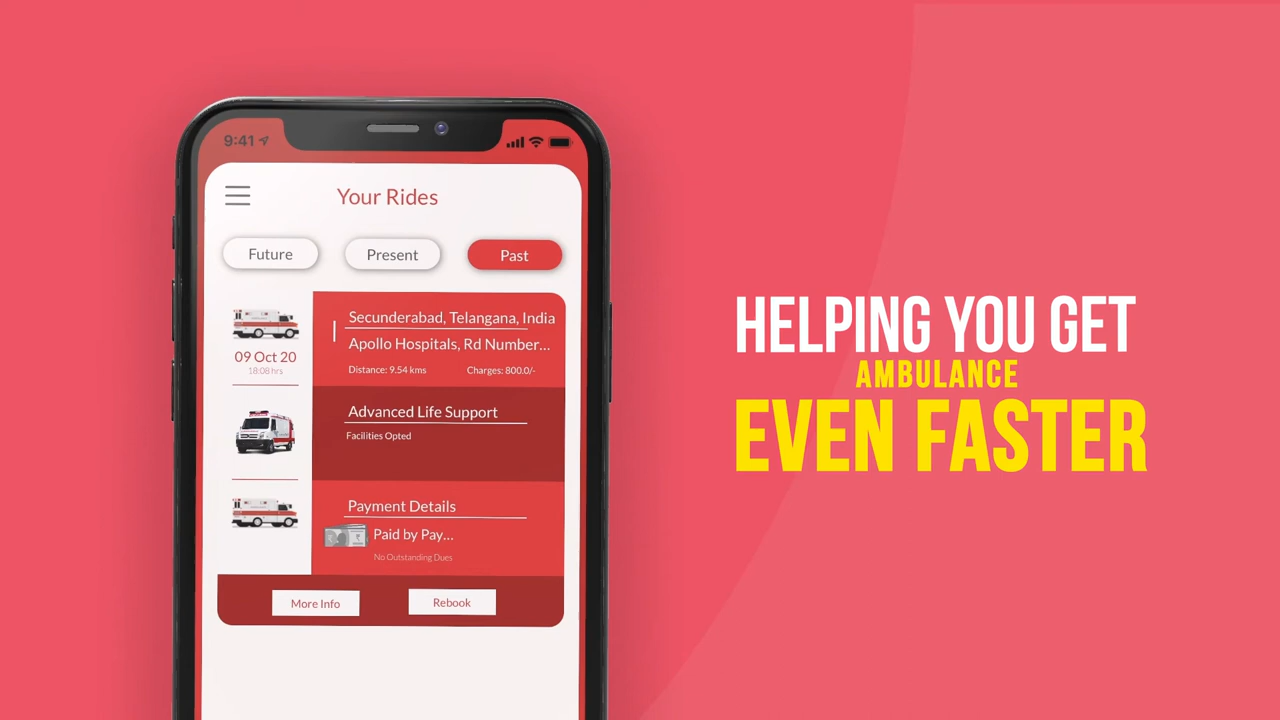 9:41
Your Rides
Future
Present
Past
09 Oct 20
18:08 hrs
Secunderabad, Telangana, India
Apollo Hospitals, Rd Number...
Distance: 9.54 kms
Charges: 800.0/-
Advanced Life Support
Facilities Opted
Payment Details
Paid by Pay...
No Outstanding Dues
More Info
Rebook
HELPING YOU GET
AMBULANCE
EVEN FASTER